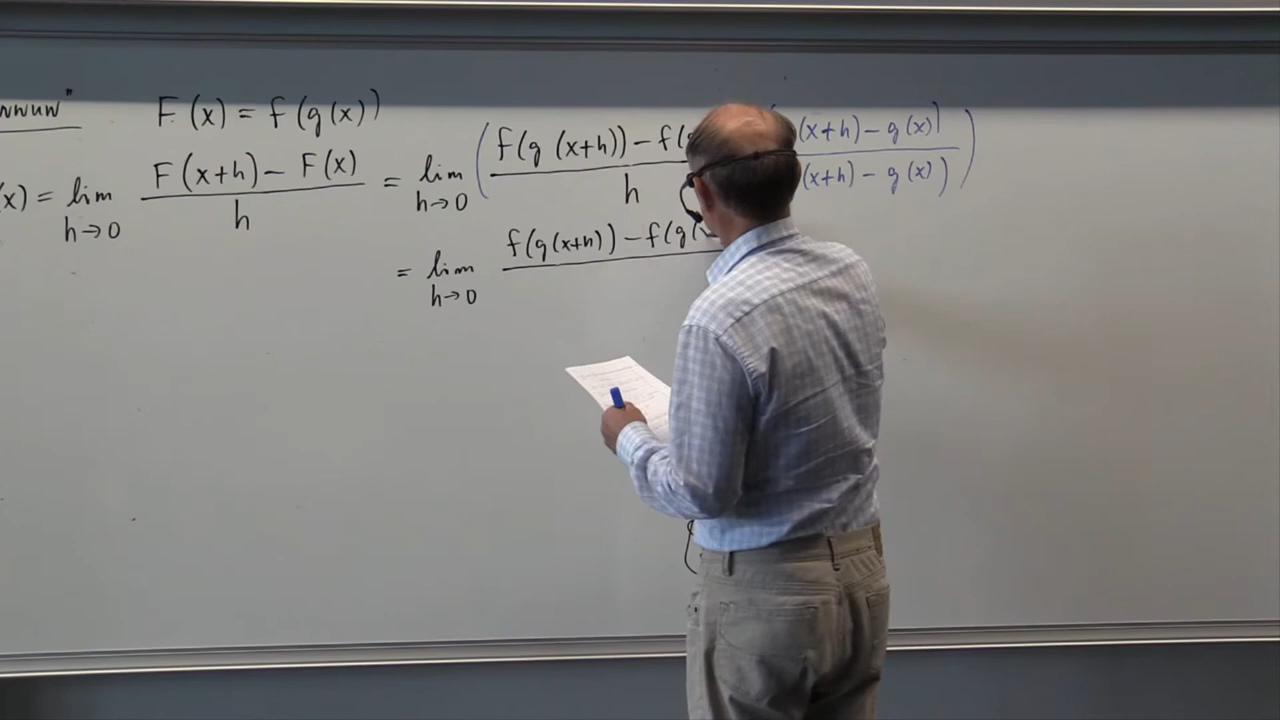 F(x) = f(g(x))
(x) = lim h→0 F(x+h) − F(x) / h = lim h→0 ( f(g(x+h)) − f(g / h (x+h) − g(x) / (x+h) − g(x) )
= lim h→0 f(g(x+h)) − f(g(